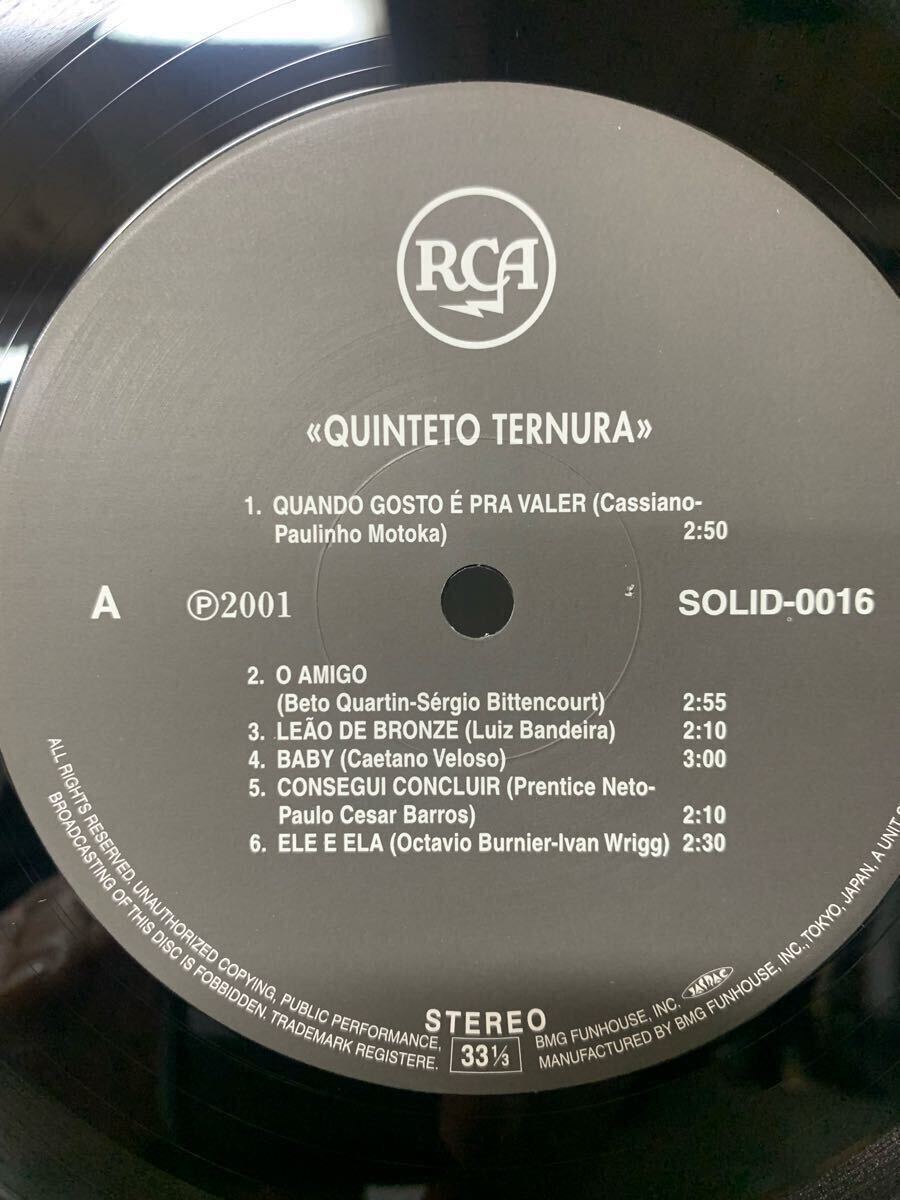 RCA
«QUINTETO TERNURA»
1. QUANDO GOSTO É PRA VALER (Cassiano-
Paulinho Motoka) 2:50
A ℗2001 SOLID-0016
2. O AMIGO
(Beto Quartin-Sérgio Bittencourt) 2:55
3. LEÃO DE BRONZE (Luiz Bandeira) 2:10
4. BABY (Caetano Veloso) 3:00
5. CONSEGUI CONCLUIR (Prentice Neto-
Paulo Cesar Barros) 2:10
6. ELE E ELA (Octavio Burnier-Ivan Wrigg) 2:30
ALL RIGHTS RESERVED. UNAUTHORIZED COPYING, PUBLIC PERFORMANCE,
BROADCASTING OF THIS DISC IS FOBBIDEN. TRADEMARK REGISTERE.
STEREO
33 1/3
BMG FUNHOUSE, INC. JASRAC
MANUFACTURED BY BMG FUNHOUSE, INC., TOKYO, JAPAN, A UNIT